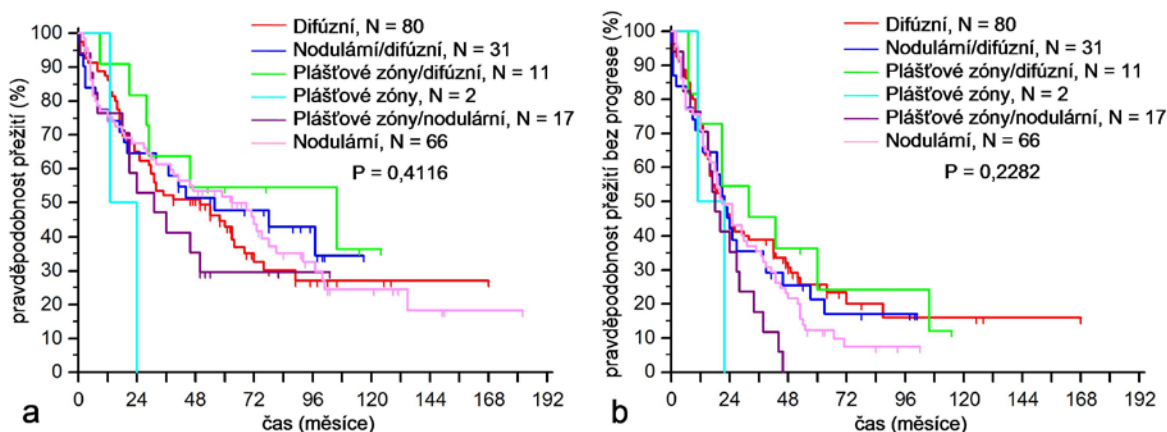 pravděpodobnost přežití (%)
100
90
80
70
60
50
40
30
20
10
0
Difúzní, N = 80
Nodulární/difúzní, N = 31
Plášťové zóny/difúzní, N = 11
Plášťové zóny, N = 2
Plášťové zóny/nodulární, N = 17
Nodulární, N = 66
P = 0,4116
0 24 48 72 96 120 144 168 192
čas (měsíce)
a
pravděpodobnost přežití bez progrese (%)
100
90
80
70
60
50
40
30
20
10
0
Difúzní, N = 80
Nodulární/difúzní, N = 31
Plášťové zóny/difúzní, N = 11
Plášťové zóny, N = 2
Plášťové zóny/nodulární, N = 17
Nodulární, N = 66
P = 0,2282
0 24 48 72 96 120 144 168 192
čas (měsíce)
b